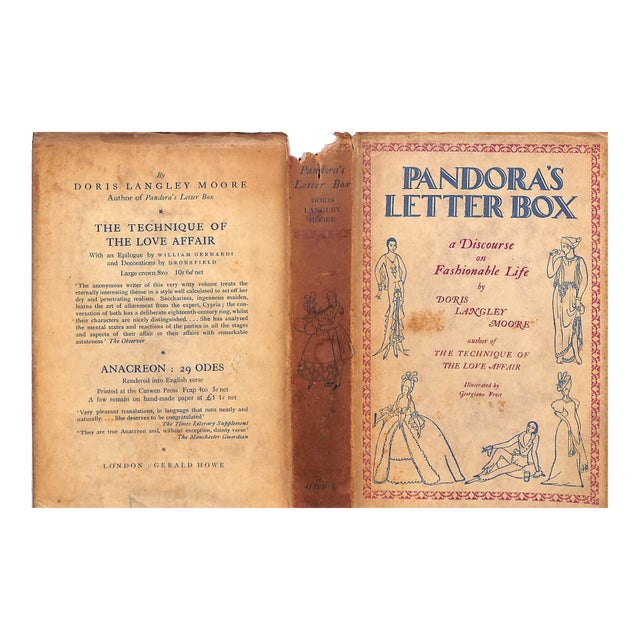 By
DORIS LANGLEY MOORE
Author of Pandora's Letter Box
THE TECHNIQUE OF
THE LOVE AFFAIR
With an Epilogue by WILLIAM GERHARDI
and Decorations by DRONSFIELD
Large crown 8vo 10s 6d net
'The anonymous writer of this very witty volume treats the
eternally interesting theme in a style well calculated to set off her
dry and penetrating realism. Saccharissa, ingenuous maiden,
learns the art of allurement from the expert, Cypria; the con-
versation of both has a deliberate eighteenth-century ring, whilst
their characters are nicely distinguished.... She has analysed
the mental states and reactions of the parties in all the stages
and aspects of their affair or their affairs with remarkable
astuteness' The Observer
ANACREON : 29 ODES
Rendered into English verse
Printed at the Curwen Press Fcap 4to 5s net
A few remain on hand-made paper at £1 1s net
'Very pleasant translations, in language that runs neatly and
naturally.... She deserves to be congratulated'
The Times Literary Supplement
'They are true Anacreon and, without exception, dainty verse'
The Manchester Guardian
LONDON : GERALD HOWE
Pandora's
Letter Box
DORIS
LANGLEY
MOORE
HOWE
PANDORA'S
LETTER BOX
a Discourse
on
Fashionable Life
by
DORIS
LANGLEY
MOORE
author of
THE TECHNIQUE OF
THE LOVE AFFAIR
Illustrated by
Georgiana Frost